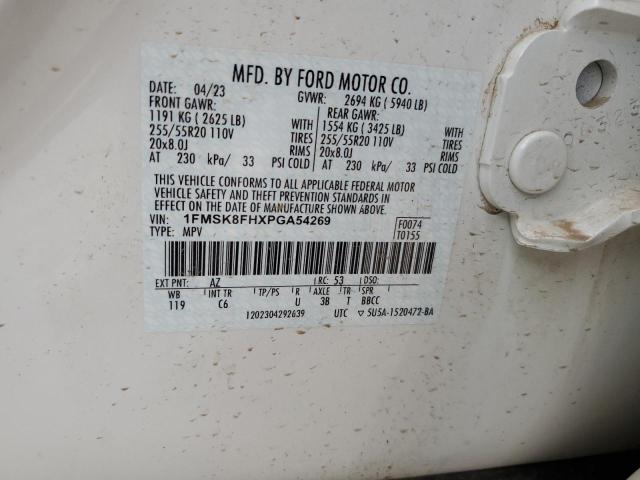 MFD. BY FORD MOTOR CO.
DATE: 04/23 GVWR: 2694 KG (5940 LB)
FRONT GAWR: REAR GAWR:
1191 KG (2625 LB) WITH 1554 KG (3425 LB) WITH
255/55R20 110V TIRES 255/55R20 110V TIRES
20x8.0J RIMS 20x8.0J RIMS
AT 230 kPa/ 33 PSI COLD AT 230 kPa/ 33 PSI COLD
THIS VEHICLE CONFORMS TO ALL APPLICABLE FEDERAL MOTOR
VEHICLE SAFETY AND THEFT PREVENTION STANDARDS IN
EFFECT ON THE DATE OF MANUFACTURE SHOWN ABOVE.
VIN: 1FMSK8FHXPGA54269 F0074
TYPE: MPV T0155
EXT PNT: AZ RC: 53 DSO:
WB INT TR TP/PS R AXLE TR SPR
119 C6 U 3B T BBCC
1202304292639 UTC ▽ 5U5A-1520472-BA